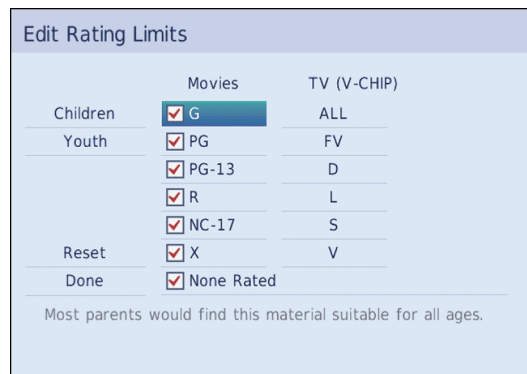 Edit Rating Limits
Movies TV (V-CHIP)
Children G ALL
Youth PG FV
PG-13 D
R L
NC-17 S
Reset X V
Done None Rated
Most parents would find this material suitable for all ages.